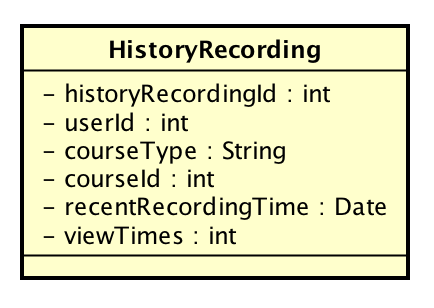 HistoryRecording
- historyRecordingId : int
- userId : int
- courseType : String
- courseId : int
- recentRecordingTime : Date
- viewTimes : int